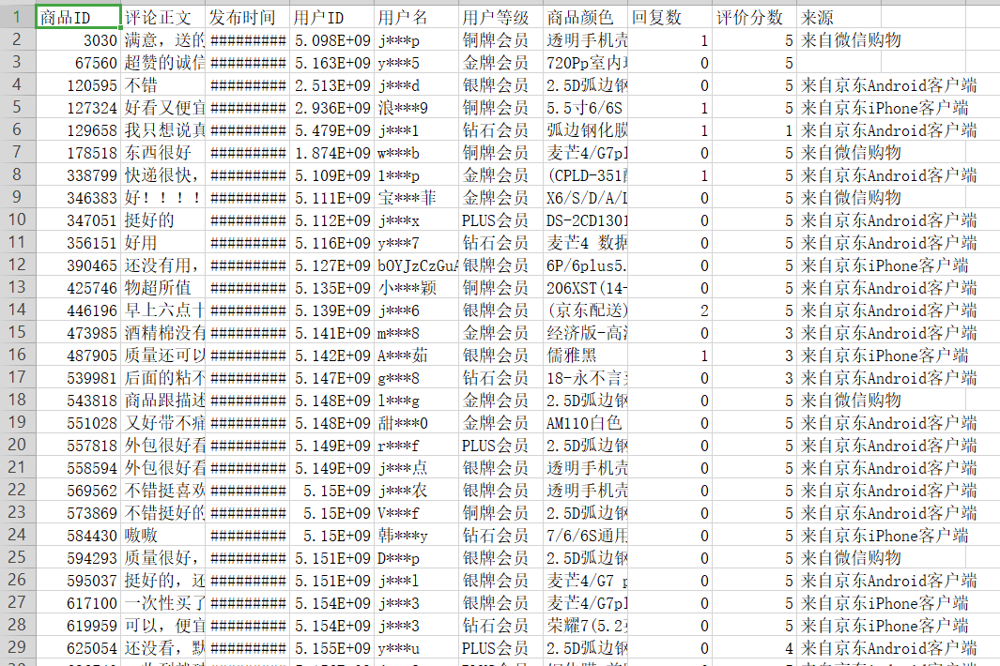 1 商品ID 评论正文 发布时间 用户ID 用户名 用户等级 商品颜色 回复数 评价分数 来源
2 3030 满意，送的 ######### 5.098E+09 j***p 铜牌会员 透明手机壳 1 5 来自微信购物
3 67560 超赞的诚信 ######### 5.163E+09 y***5 金牌会员 720Pp室内 0 5
4 120595 不错 ######### 2.513E+09 j***d 银牌会员 2.5D弧边钢 0 5 来自京东Android客户端
5 127324 好看又便宜 ######### 2.936E+09 浪***9 铜牌会员 5.5寸6/6S 1 5 来自京东iPhone客户端
6 129658 我只想说真 ######### 5.479E+09 j***1 钻石会员 弧边钢化膜 1 1 来自京东Android客户端
7 178518 东西很好 ######### 1.874E+09 w***b 铜牌会员 麦芒4/G7pl 0 5 来自微信购物
8 338799 快递很快， ######### 5.109E+09 l***p 金牌会员 (CPLD-351 1 5 来自京东Android客户端
9 346383 好！！！！ ######### 5.111E+09 宝***菲 金牌会员 X6/S/D/A/L 0 5 来自微信购物
10 347051 挺好的 ######### 5.112E+09 j***x PLUS会员 DS-2CD1301 0 5 来自京东Android客户端
11 356151 好用 ######### 5.116E+09 y***7 钻石会员 麦芒4 数据 0 5 来自京东Android客户端
12 390465 还没有用， ######### 5.127E+09 bOYJzCzGuA 银牌会员 6P/6plus5. 0 5 来自京东iPhone客户端
13 425746 物超所值 ######### 5.135E+09 小***颖 铜牌会员 206XST(14- 0 5 来自京东Android客户端
14 446196 早上六点十 ######### 5.139E+09 j***6 银牌会员 (京东配送) 2 5 来自京东Android客户端
15 473985 酒精棉没有 ######### 5.141E+09 m***8 金牌会员 经济版-高 0 3 来自京东Android客户端
16 487905 质量还可以 ######### 5.142E+09 A***茹 银牌会员 儒雅黑 1 3 来自京东iPhone客户端
17 539981 后面的粘不 ######### 5.147E+09 g***8 钻石会员 18-永不言 0 3 来自京东Android客户端
18 543818 商品跟描述 ######### 5.148E+09 l***g 金牌会员 2.5D弧边钢 0 5 来自微信购物
19 551028 又好带不痛 ######### 5.148E+09 甜***0 金牌会员 AM110白色 0 5 来自京东Android客户端
20 557818 外包很好看 ######### 5.149E+09 r***f PLUS会员 2.5D弧边钢 0 5 来自京东Android客户端
21 558594 外包很好看 ######### 5.149E+09 j***点 银牌会员 透明手机壳 0 5 来自京东Android客户端
22 569562 不错挺喜欢 ######### 5.15E+09 j***农 银牌会员 透明手机壳 0 5 来自京东Android客户端
23 573869 不错挺好的 ######### 5.15E+09 V***f 铜牌会员 2.5D弧边钢 0 5 来自京东Android客户端
24 584430 嗷嗷 ######### 5.15E+09 韩***y 钻石会员 7/6/6S通用 0 5 来自京东iPhone客户端
25 594293 质量很好， ######### 5.151E+09 D***p 银牌会员 2.5D弧边钢 0 5 来自微信购物
26 595037 挺好的，还 ######### 5.151E+09 j***l 银牌会员 麦芒4/G7 p 0 5 来自京东Android客户端
27 617100 一次性买了 ######### 5.154E+09 j***3 银牌会员 麦芒4/G7pl 0 5 来自京东iPhone客户端
28 619959 可以，便宜 ######### 5.154E+09 j***3 钻石会员 荣耀7(5.2 0 5 来自京东iPhone客户端
29 625054 还没看，默 ######### 5.155E+09 y***u PLUS会员 2.5D弧边钢 0 4 来自京东Android客户端